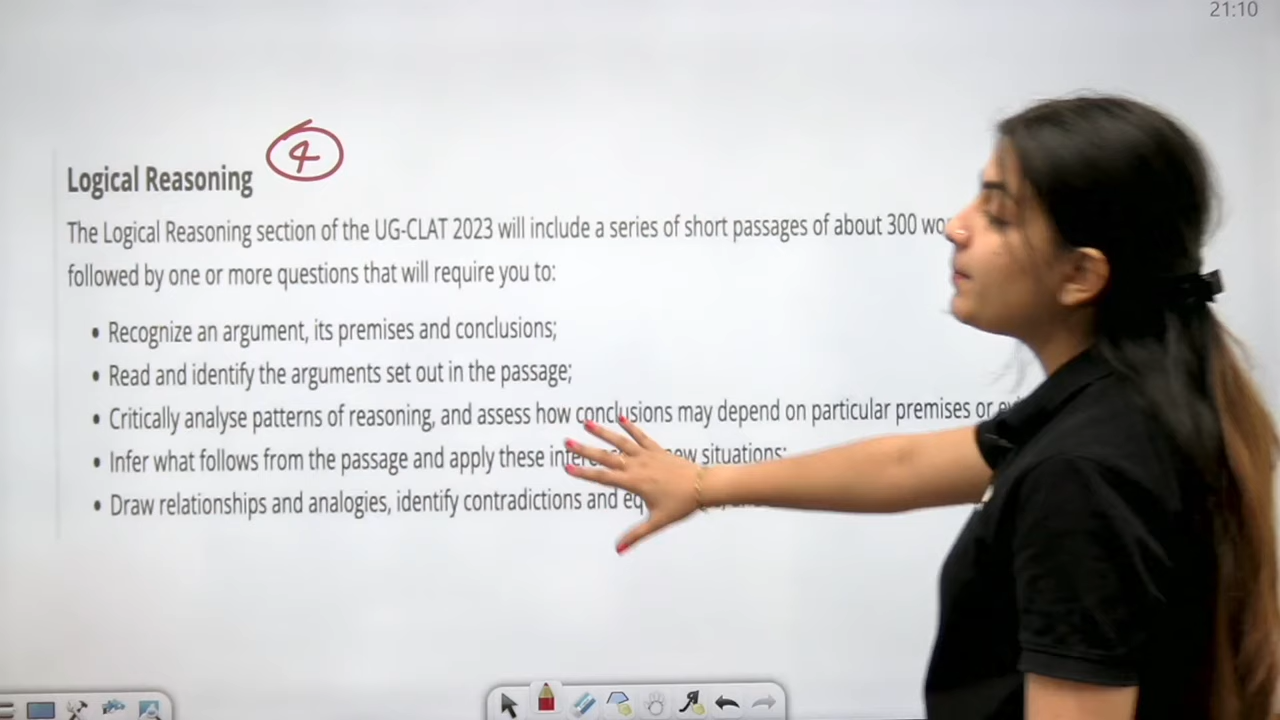 21:10
Logical Reasoning
4
The Logical Reasoning section of the UG-CLAT 2023 will include a series of short passages of about 300
followed by one or more questions that will require you to:
• Recognize an argument, its premises and conclusions;
• Read and identify the arguments set out in the passage;
• Critically analyse patterns of reasoning, and assess how conclusions may depend on particular premises or
• Infer what follows from the passage and apply these situations;
• Draw relationships and analogies, identify contradictions and